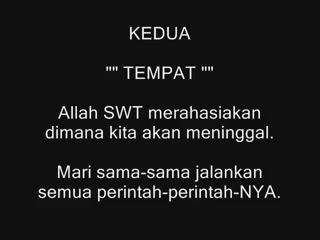 KEDUA
"" TEMPAT ""
Allah SWT merahasiakan
dimana kita akan meninggal.
Mari sama-sama jalankan
semua perintah-perintah-NYA.